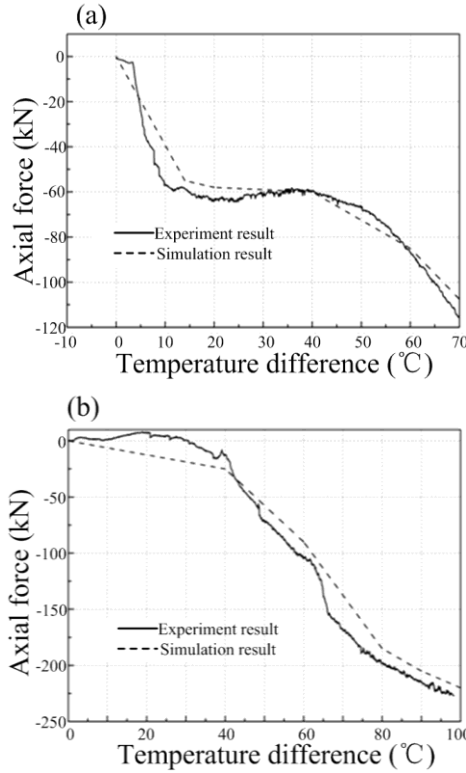 (a)
0
-20
-40
-60
-80
-100
-120
Axial force (kN)
Experiment result
Simulation result
-10 0 10 20 30 40 50 60 70
Temperature difference (℃)
(b)
0
-50
-100
-150
-200
-250
Axial force (kN)
Experiment result
Simulation result
0 20 40 60 80 100
Temperature difference (℃)